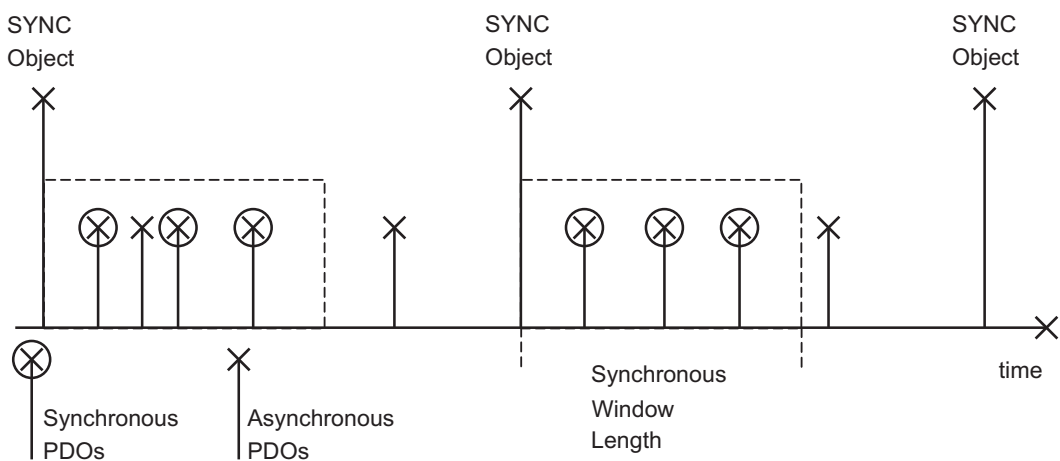 SYNC
Object
SYNC
Object
SYNC
Object
time
Synchronous
PDOs
Asynchronous
PDOs
Synchronous
Window
Length